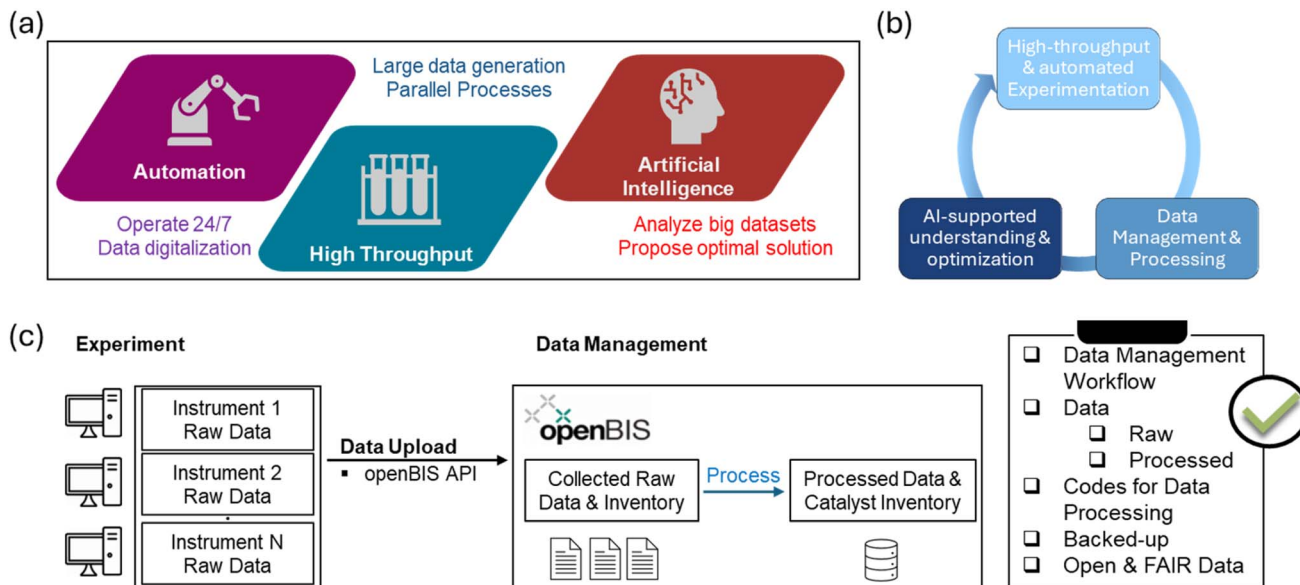 (a)
Automation
Operate 24/7
Data digitalization
Large data generation
Parallel Processes
High Throughput
Artificial
Intelligence
Analyze big datasets
Propose optimal solution
(b)
High-throughput
& automated
Experimentation
Data
Management &
Processing
AI-supported
understanding &
optimization
(c)
Experiment
Instrument 1
Raw Data
Instrument 2
Raw Data
Instrument N
Raw Data
Data Upload
▪ openBIS API
Data Management
openBIS
Collected Raw
Data & Inventory
Process
Processed Data &
Catalyst Inventory
❑ Data Management
Workflow
❑ Data
❑ Raw
❑ Processed
❑ Codes for Data
Processing
❑ Backed-up
❑ Open & FAIR Data